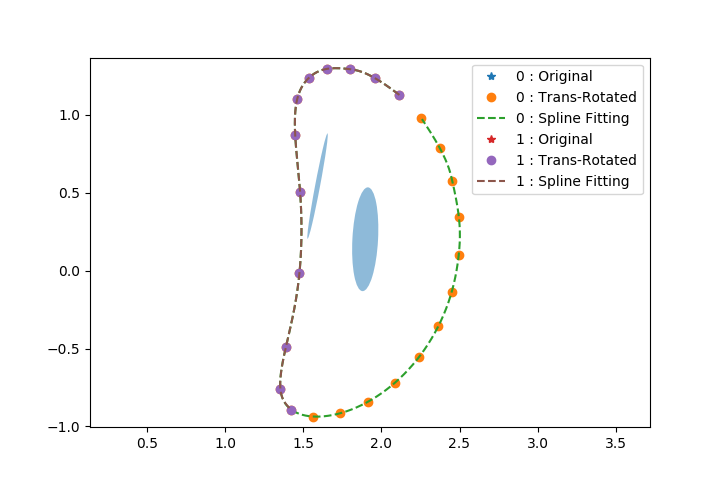 0 : Original
0 : Trans-Rotated
0 : Spline Fitting
1 : Original
1 : Trans-Rotated
1 : Spline Fitting
1.0
0.5
0.0
−0.5
−1.0
0.5 1.0 1.5 2.0 2.5 3.0 3.5